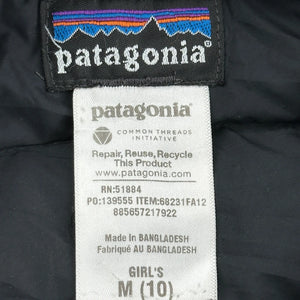 patagonia®
patagonia®
COMMON THREADS
INITIATIVE
Repair, Reuse, Recycle
This Product
www.patagonia.com
RN:51884
PO:139555 ITEM:68231FA12
885657217922
Made in BANGLADESH
Fabriqué AU BANGLADESH
GIRL'S
M (10)